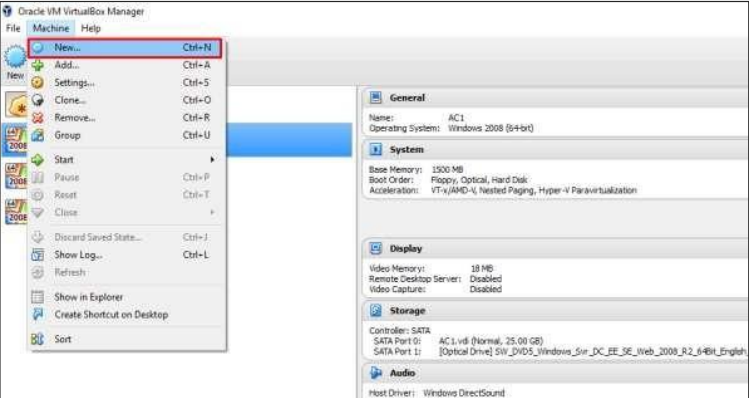 Oracle VM VirtualBox Manager
File Machine Help
New
New... Ctrl+N
Add... Ctrl+A
Settings... Ctrl+S
Clone... Ctrl+O
Remove... Ctrl+R
Group Ctrl+U
Start
Pause Ctrl+P
Reset Ctrl+T
Close
Discard Saved State... Ctrl+J
Show Log... Ctrl+L
Refresh
Show in Explorer
Create Shortcut on Desktop
Sort
64
2008
64
2008
64
2008
General
Name: AC1
Operating System: Windows 2008 (64-bit)
System
Base Memory: 1500 MB
Boot Order: Floppy, Optical, Hard Disk
Acceleration: VT-x/AMD-V, Nested Paging, Hyper-V Paravirtualization
Display
Video Memory: 18 MB
Remote Desktop Server: Disabled
Video Capture: Disabled
Storage
Controller: SATA
SATA Port 0: AC1.vdi (Normal, 25.00 GB)
SATA Port 1: [Optical Drive] SW_DVD5_Windows_Svr_DC_EE_SE_Web_2008_R2_64Bit_English_
Audio
Host Driver: Windows DirectSound